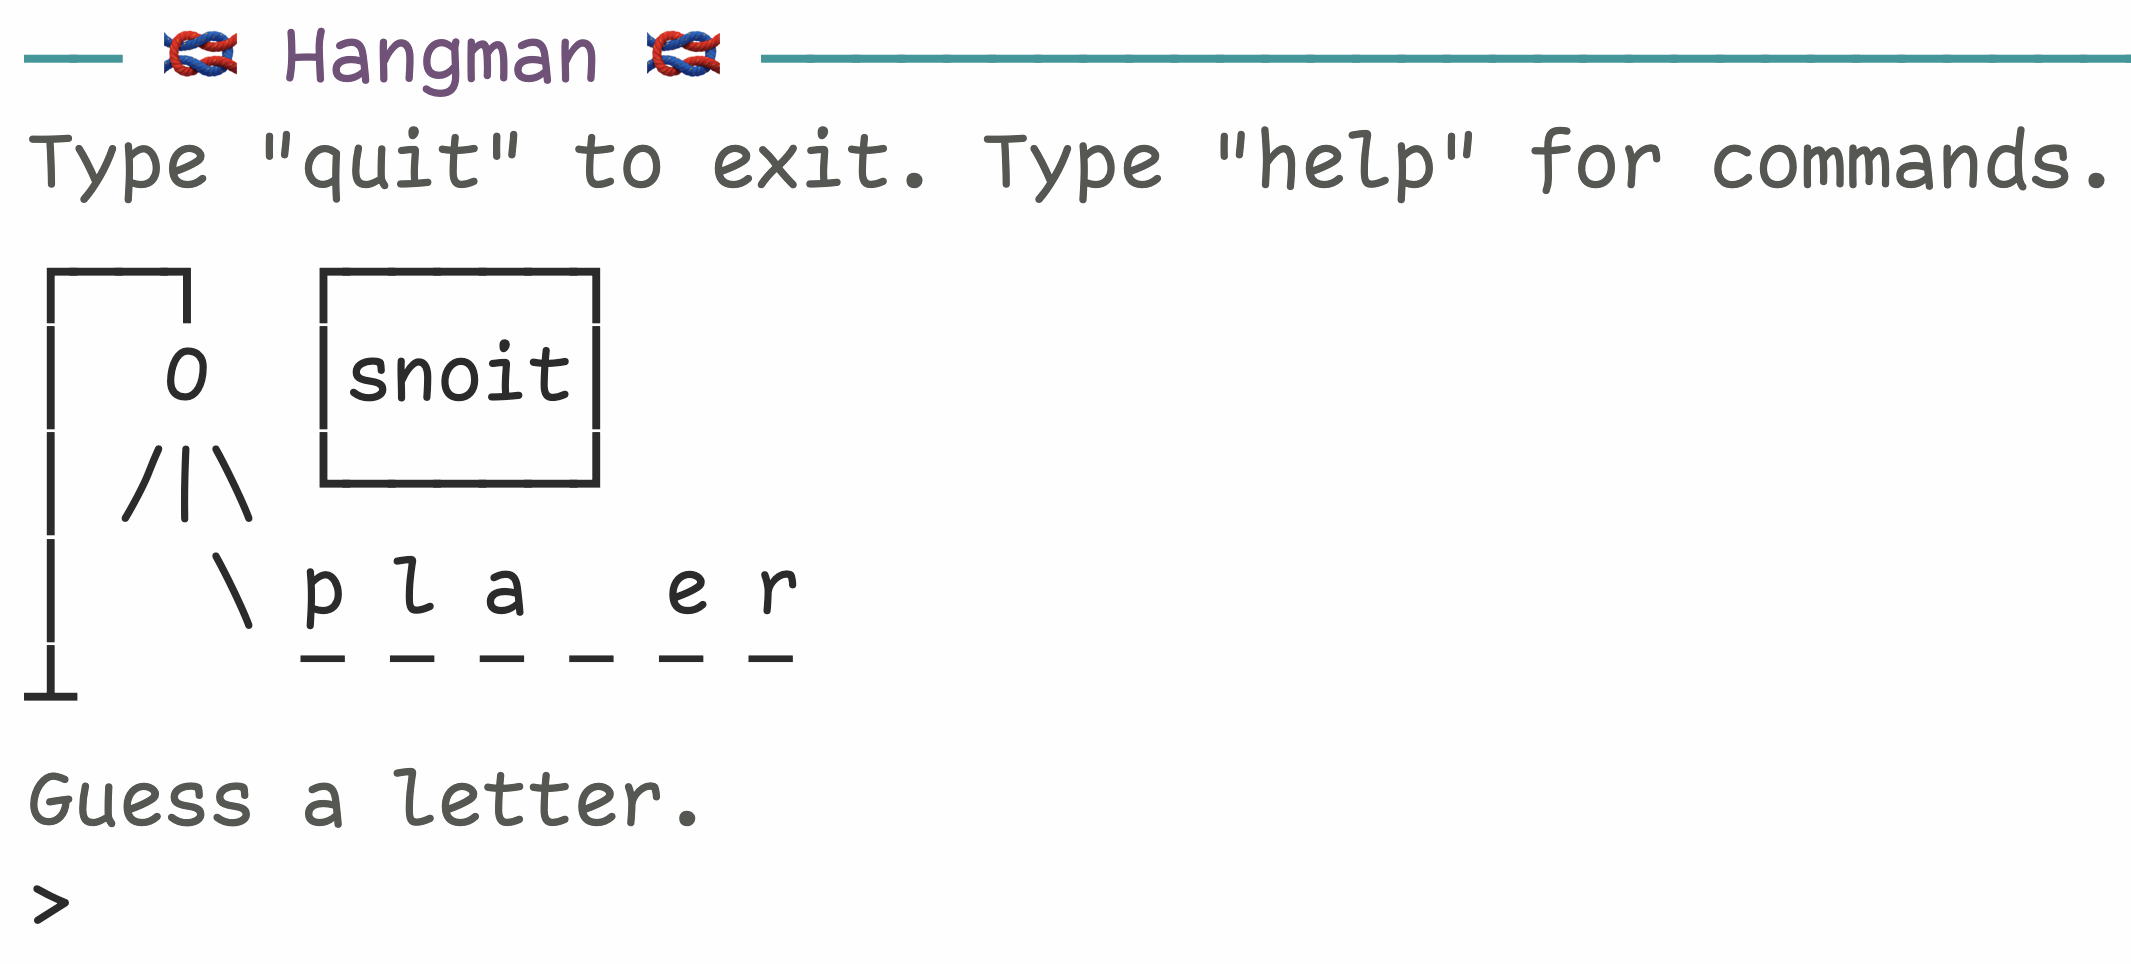 Hangman
Type "quit" to exit. Type "help" for commands.
O
snoit
/|\
\ p l a _ e r
Guess a letter.
>